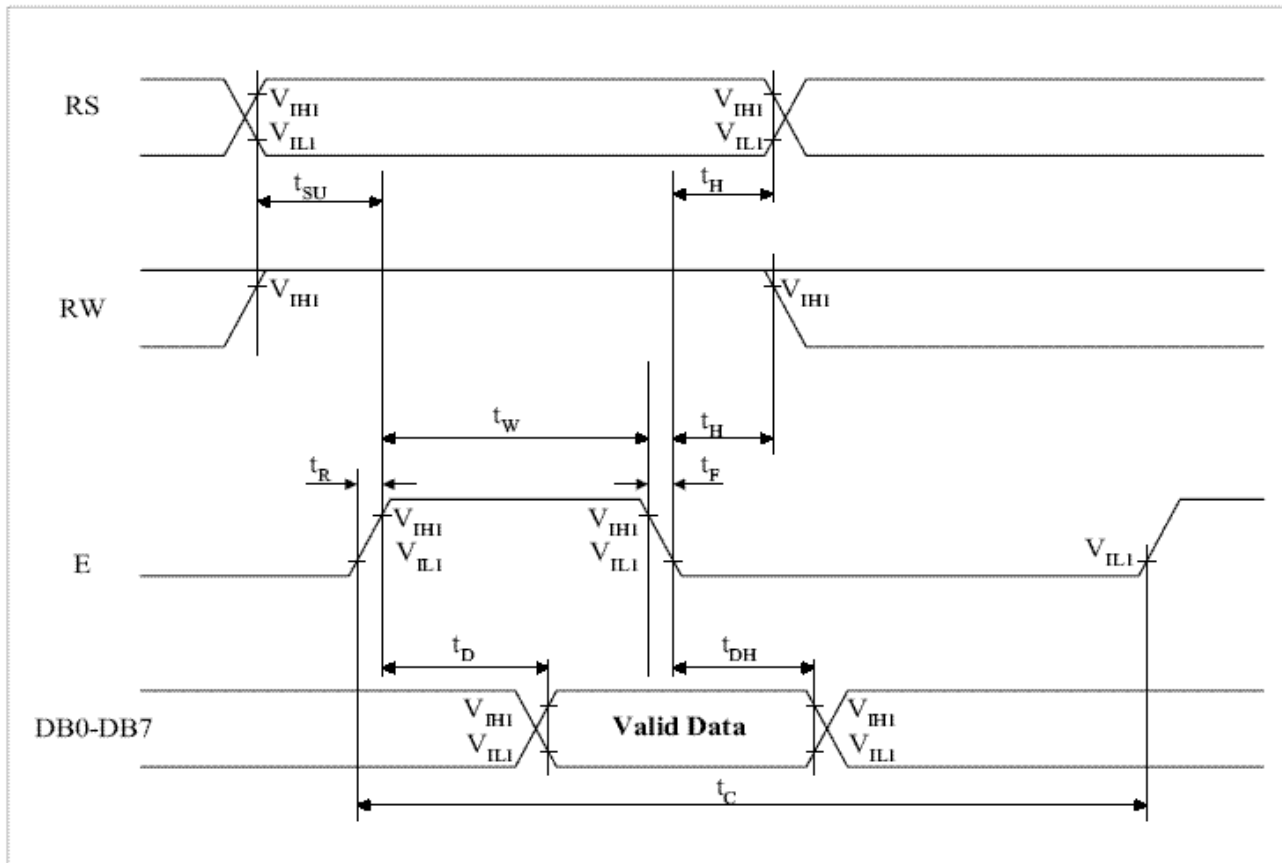 RS
V_IH1
V_IL1
V_IH1
V_IL1
t_SU
t_H
RW
V_IH1
V_IH1
t_W
t_H
t_R
t_F
E
V_IH1
V_IL1
V_IH1
V_IL1
V_IL1
t_D
t_DH
DB0-DB7
V_IH1
V_IL1
Valid Data
V_IH1
V_IL1
t_C